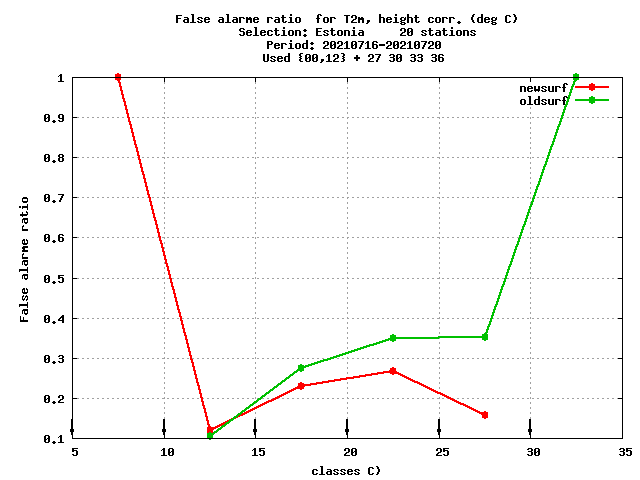 False alarme ratio  for T2m, height corr. (deg C)
Selection: Estonia     20 stations
Period: 20210716-20210720
Used {00,12} + 27 30 33 36
newsurf
oldsurf
1
0,9
0,8
0,7
0,6
0,5
0,4
0,3
0,2
0,1
False alarme ratio
5 10 15 20 25 30 35
classes C)